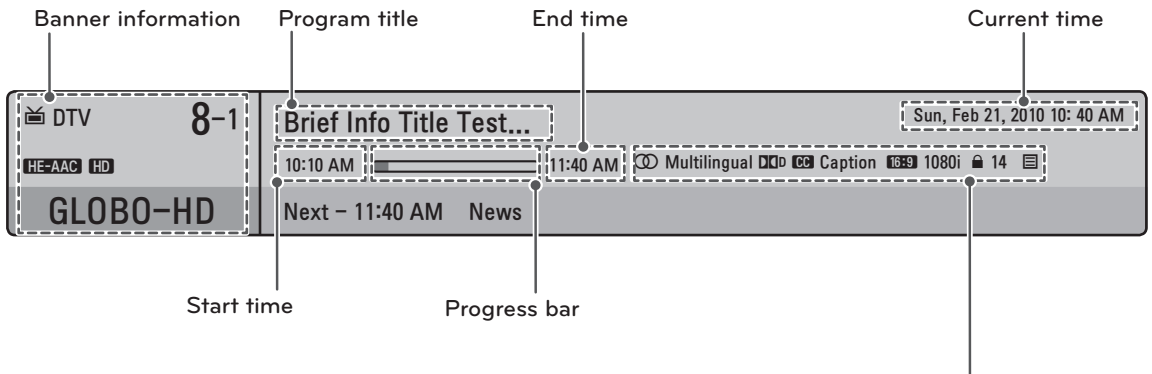 Banner information Program title End time Current time
DTV 8-1 Brief Info Title Test... Sun, Feb 21, 2010 10: 40 AM
HE-AAC HD 10:10 AM 11:40 AM Multilingual DD D CC Caption 16:9 1080i 14
GLOBO-HD Next - 11:40 AM News
Start time Progress bar